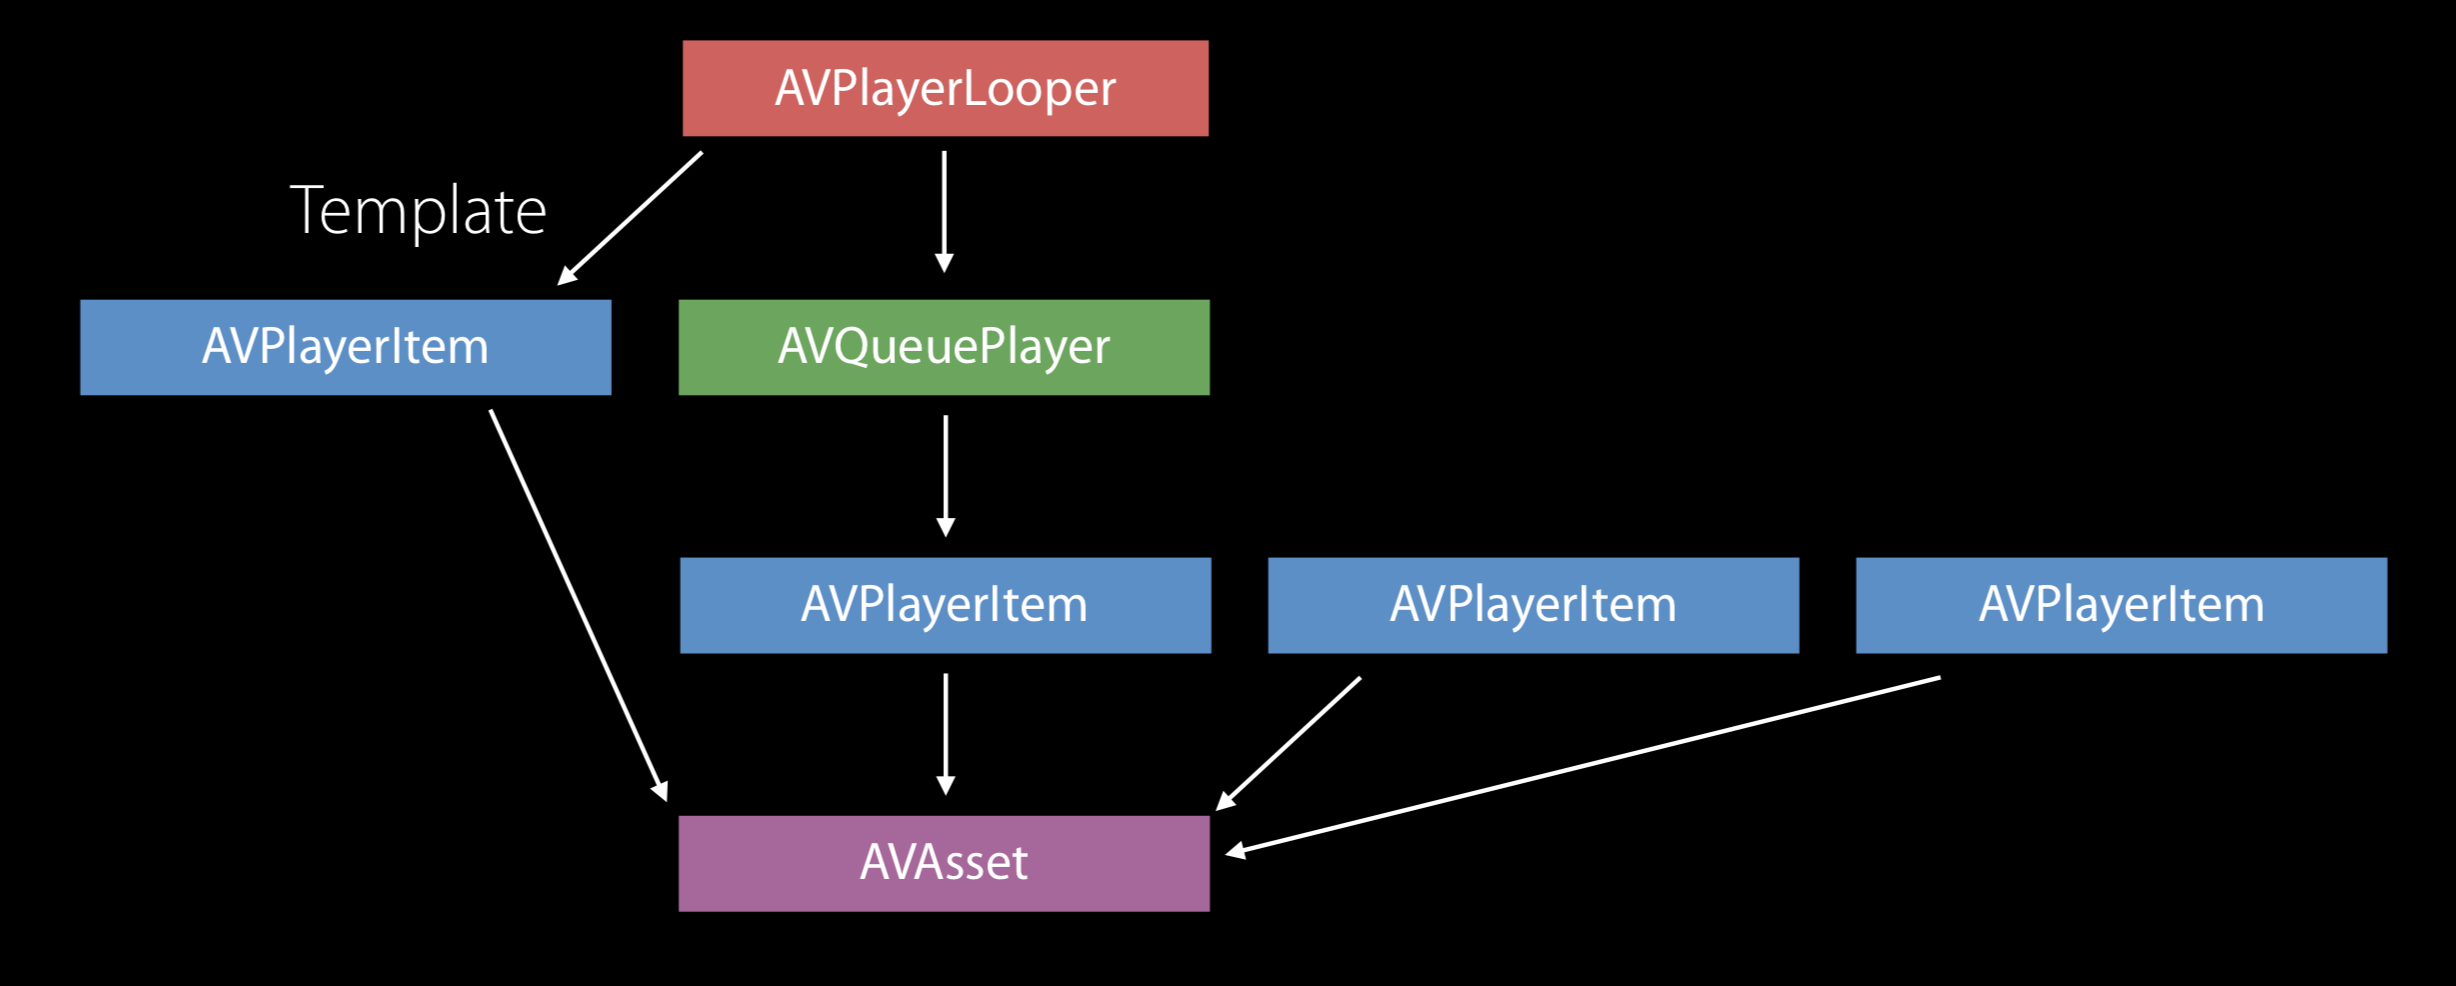 AVPlayerLooper
Template
AVPlayerItem
AVQueuePlayer
AVPlayerItem
AVPlayerItem
AVPlayerItem
AVAsset